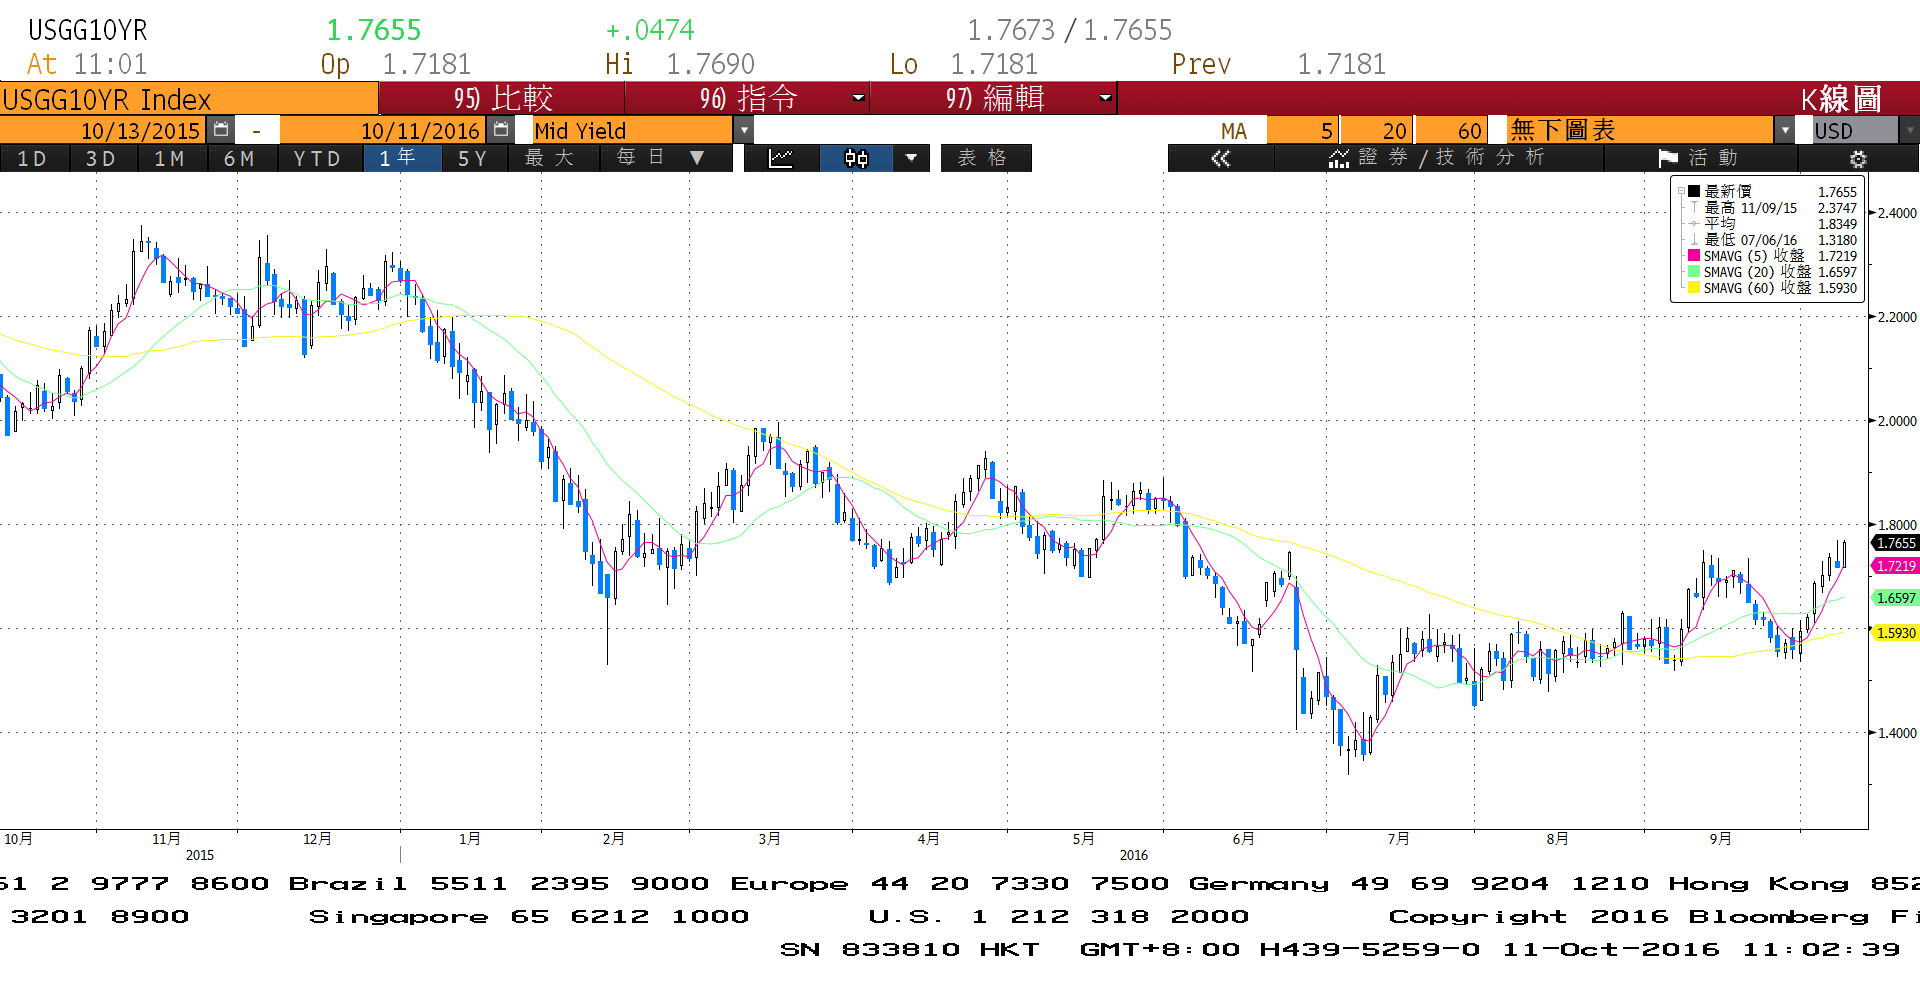 USGG10YR 1.7655 +.0474 1.7673 / 1.7655
At 11:01 Op 1.7181 Hi 1.7690 Lo 1.7181 Prev 1.7181
USGG10YR Index 95) 比較 96) 指令 97) 編輯 K線圖
10/13/2015 - 10/11/2016 Mid Yield MA 5 20 60 無下圖表 USD
1D 3D 1M 6M YTD 1年 5Y 最大 每日 表格 證券/技術分析 活動
最新價 1.7655
最高 11/09/15 2.3747
平均 1.8349
最低 07/06/16 1.3180
SMAVG (5) 收盤 1.7219
SMAVG (20) 收盤 1.6597
SMAVG (60) 收盤 1.5930
2.4000
2.2000
2.0000
1.8000
1.7655
1.7219
1.6597
1.5930
1.4000
10月 11月 12月 1月 2月 3月 4月 5月 6月 7月 8月 9月
2015 2016
61 2 9777 8600 Brazil 5511 2395 9000 Europe 44 20 7330 7500 Germany 49 69 9204 1210 Hong Kong 852
3201 8900 Singapore 65 6212 1000 U.S. 1 212 318 2000 Copyright 2016 Bloomberg Fi
SN 833810 HKT GMT+8:00 H439-5259-0 11-Oct-2016 11:02:39